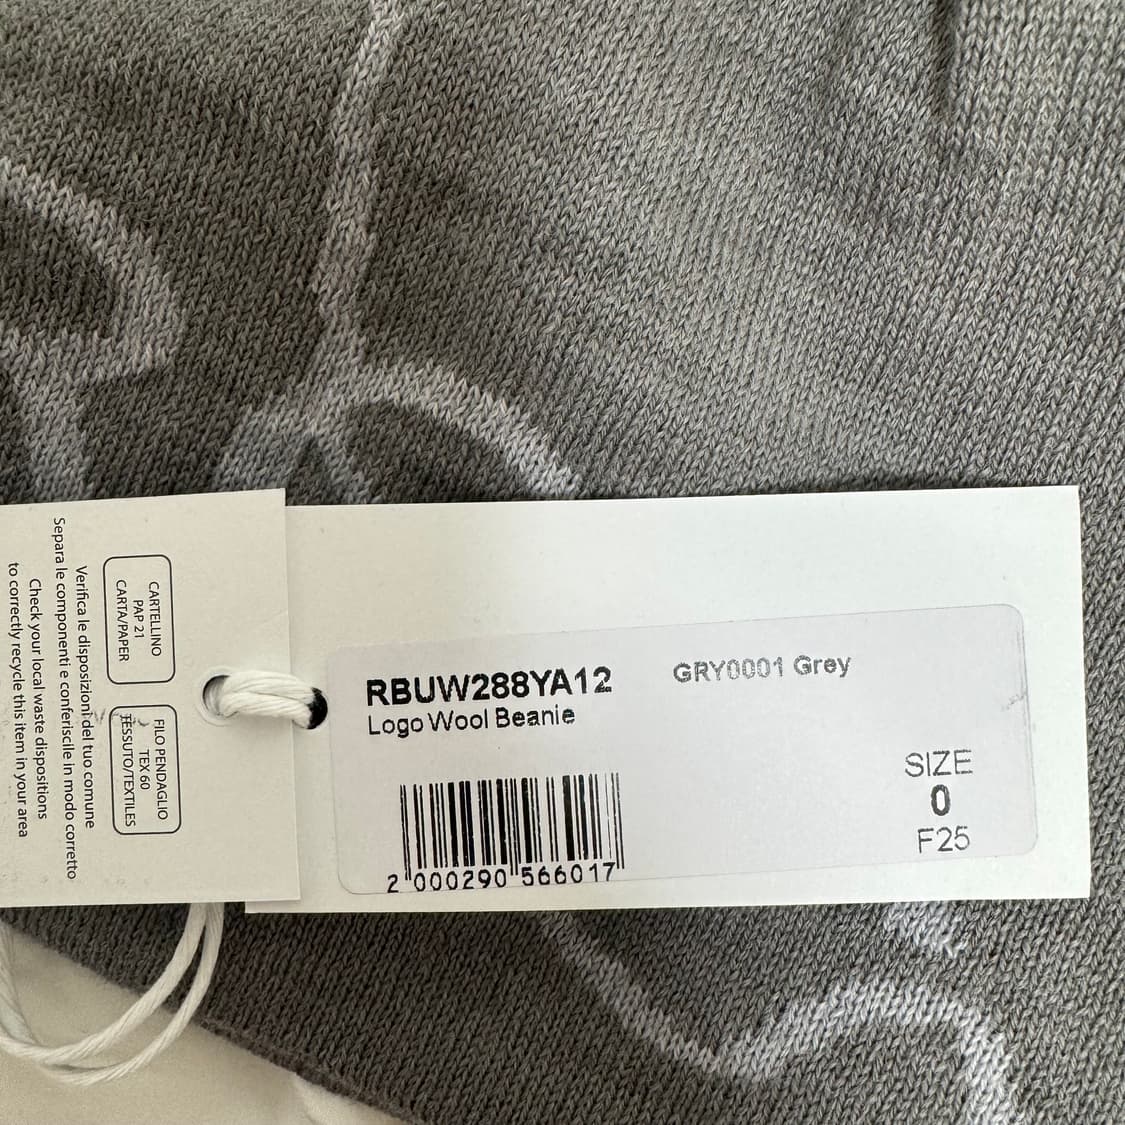 CARTELLINO
PAP 21
CARTA/PAPER
FILO PENDAGLIO
TEX 60
TESSUTO/TEXTILES
Verifica le disposizioni del tuo comune
Separa le componenti e conferiscile in modo corretto
Check your local waste dispositions
to correctly recycle this item in your area
RBUW288YA12
GRY0001 Grey
Logo Wool Beanie
SIZE
0
F25
2 000290 566017